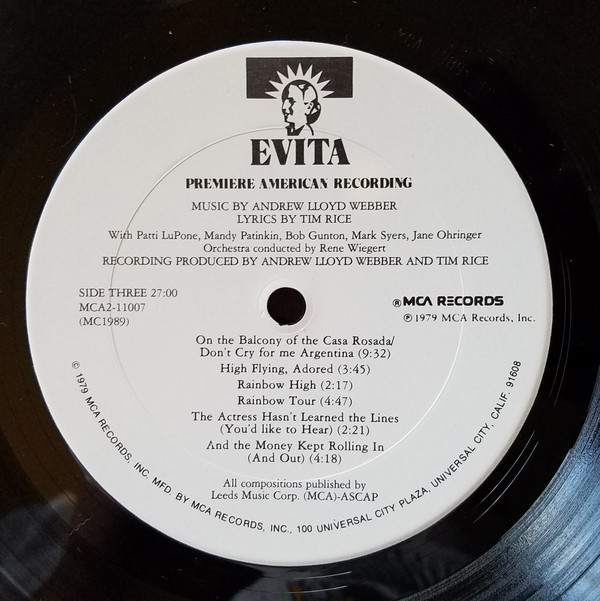 EVITA
PREMIERE AMERICAN RECORDING
MUSIC BY ANDREW LLOYD WEBBER
LYRICS BY TIM RICE
With Patti LuPone, Mandy Patinkin, Bob Gunton, Mark Syers, Jane Ohringer
Orchestra conducted by Rene Wiegert
RECORDING PRODUCED BY ANDREW LLOYD WEBBER AND TIM RICE
SIDE THREE 27:00
MCA2-11007
(MC1989)
® MCA RECORDS
℗ 1979 MCA Records, Inc.
On the Balcony of the Casa Rosada/
Don't Cry for me Argentina (9:32)
High Flying, Adored (3:45)
Rainbow High (2:17)
Rainbow Tour (4:47)
The Actress Hasn't Learned the Lines
(You'd like to Hear) (2:21)
And the Money Kept Rolling In
(And Out) (4:18)
All compositions published by
Leeds Music Corp. (MCA)-ASCAP
© 1979 MCA RECORDS, INC. MFD. BY MCA RECORDS, INC., 100 UNIVERSAL CITY PLAZA, UNIVERSAL CITY, CALIF. 91608